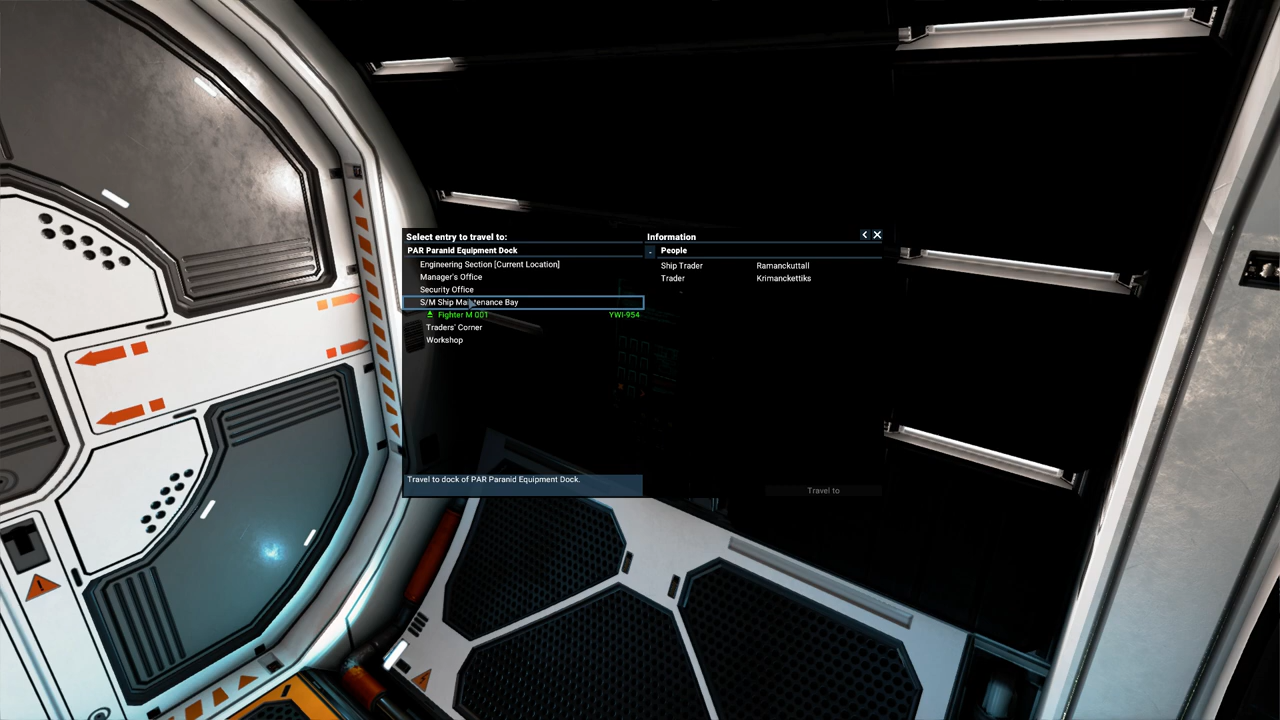 Select entry to travel to:
Information
PAR Paranid Equipment Dock
- People
Engineering Section [Current Location]
Ship Trader Ramanckuttall
Manager's Office
Trader Krimanckettiks
Security Office
S/M Ship Maintenance Bay
Fighter M 001 YWI-954
Traders' Corner
Workshop
Travel to dock of PAR Paranid Equipment Dock.
Travel to